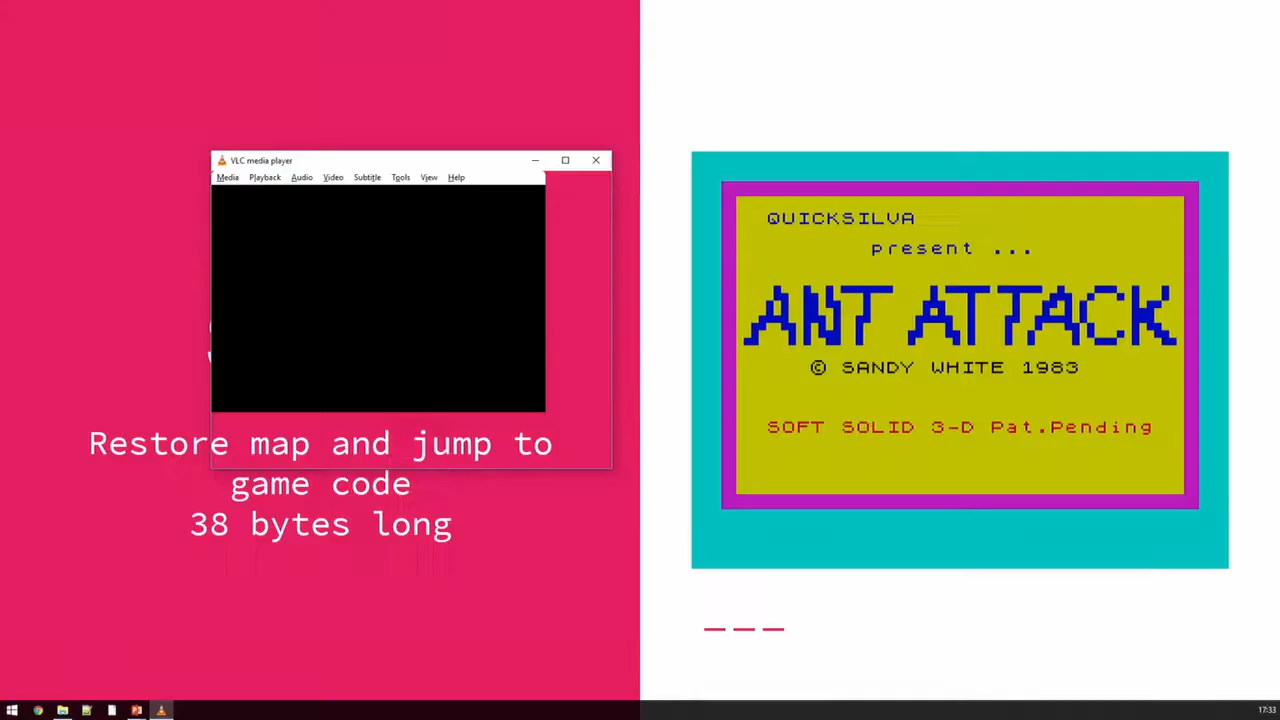 VLC media player
Media Playback Audio Video Subtitle Tools View Help
Restore map and jump to
game code
38 bytes long
QUICKSILVA
present ...
ANT ATTACK
© SANDY WHITE 1983
SOFT SOLID 3-D Pat.Pending
17:33